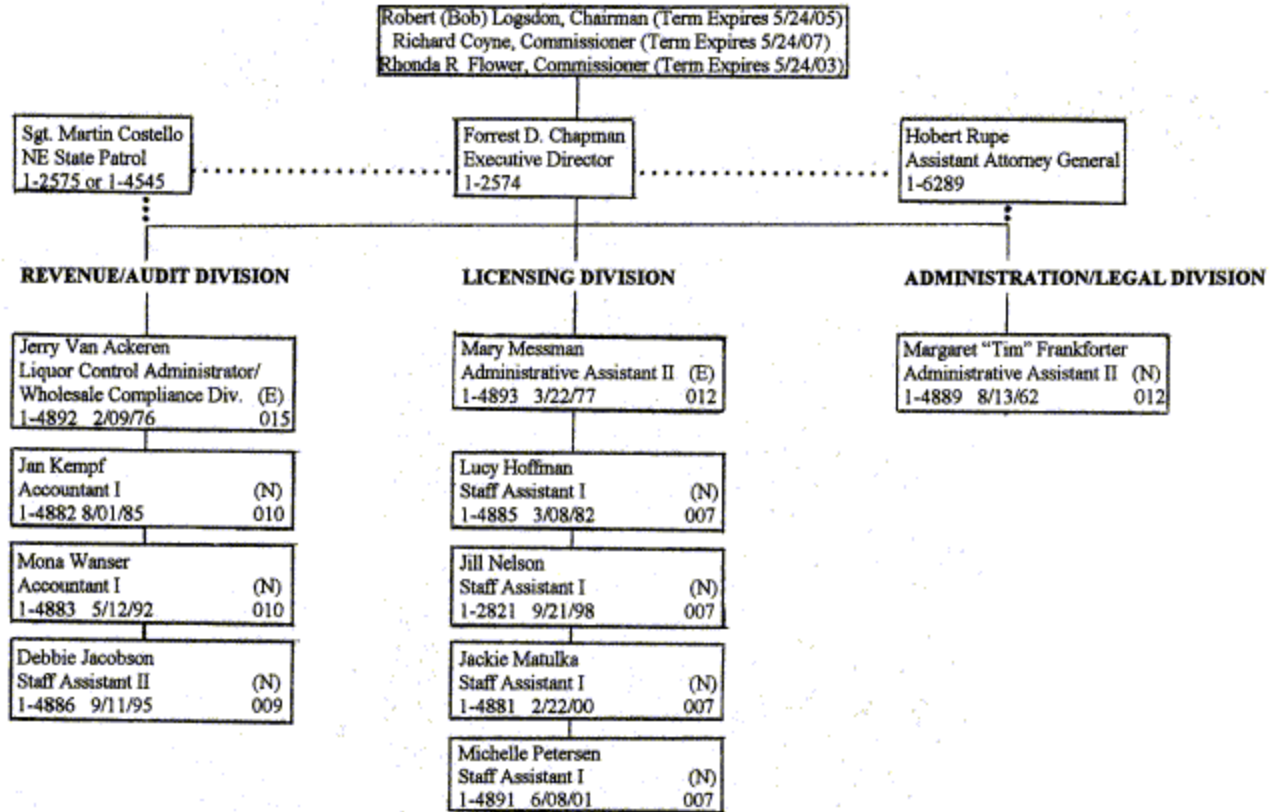 Robert (Bob) Logsdon, Chairman (Term Expires 5/24/05)
Richard Coyne, Commissioner (Term Expires 5/24/07)
Rhonda R Flower, Commissioner (Term Expires 5/24/03)
Sgt. Martin Costello
NE State Patrol
1-2575 or 1-4545
Forrest D. Chapman
Executive Director
1-2574
Hobert Rupe
Assistant Attorney General
1-6289
REVENUE/AUDIT DIVISION
Jerry Van Ackeren
Liquor Control Administrator/
Wholesale Compliance Div. (E)
1-4892 2/09/76 015
Jan Kempf
Accountant I (N)
1-4882 8/01/85 010
Mona Wanser
Accountant I (N)
1-4883 5/12/92 010
Debbie Jacobson
Staff Assistant II (N)
1-4886 9/11/95 009
LICENSING DIVISION
Mary Messman
Administrative Assistant II (E)
1-4893 3/22/77 012
Lucy Hoffman
Staff Assistant I (N)
1-4885 3/08/82 007
Jill Nelson
Staff Assistant I (N)
1-2821 9/21/98 007
Jackie Matulka
Staff Assistant I (N)
1-4881 2/22/00 007
Michelle Petersen
Staff Assistant I (N)
1-4891 6/08/01 007
ADMINISTRATION/LEGAL DIVISION
Margaret “Tim” Frankforter
Administrative Assistant II (N)
1-4889 8/13/62 012